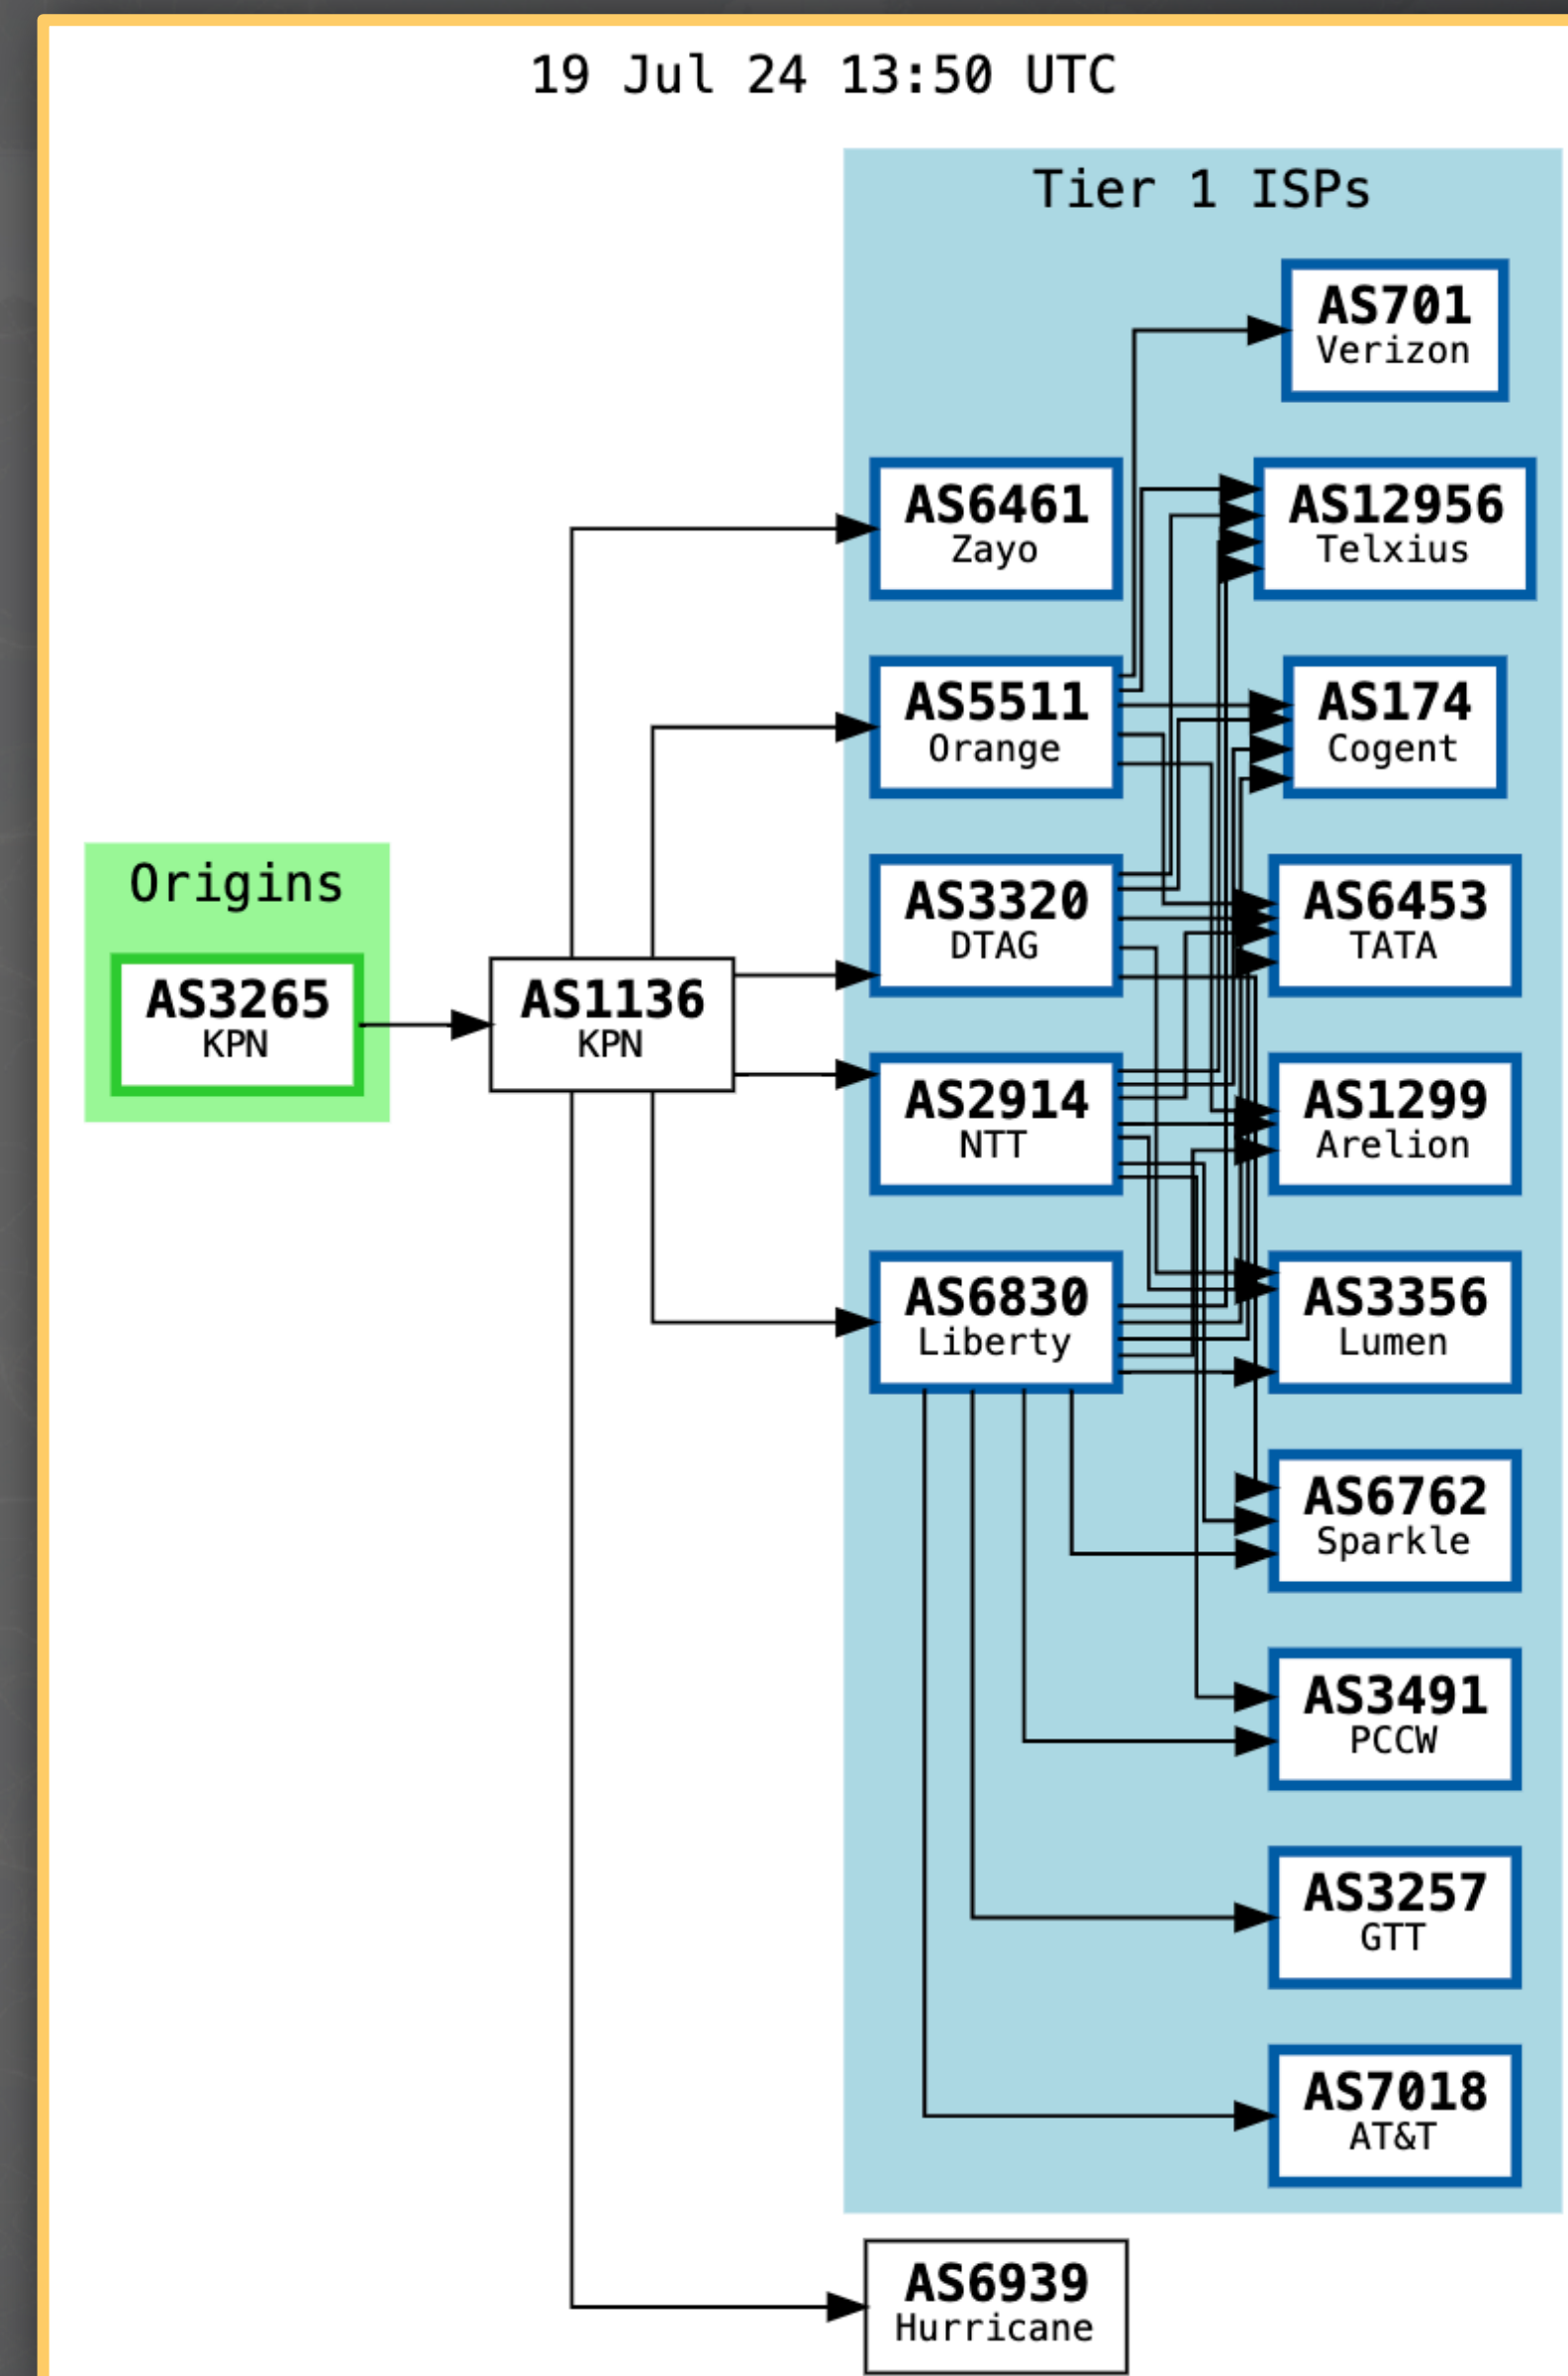 19 Jul 24 13:50 UTC
Tier 1 ISPs
AS701
Verizon
AS6461
Zayo
AS12956
Telxius
AS5511
Orange
AS174
Cogent
Origins
AS3265
KPN
AS1136
KPN
AS3320
DTAG
AS6453
TATA
AS2914
NTT
AS1299
Arelion
AS6830
Liberty
AS3356
Lumen
AS6762
Sparkle
AS3491
PCCW
AS3257
GTT
AS7018
AT&T
AS6939
Hurricane